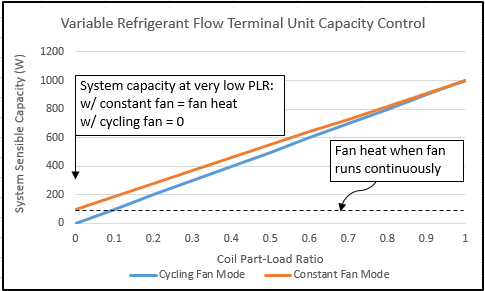 Variable Refrigerant Flow Terminal Unit Capacity Control
System Sensible Capacity (W)
1200
1000
800
600
400
200
0
System capacity at very low PLR:
w/ constant fan = fan heat
w/ cycling fan = 0
Fan heat when fan
runs continuously
0 0.1 0.2 0.3 0.4 0.5 0.6 0.7 0.8 0.9 1
Coil Part-Load Ratio
Cycling Fan Mode Constant Fan Mode